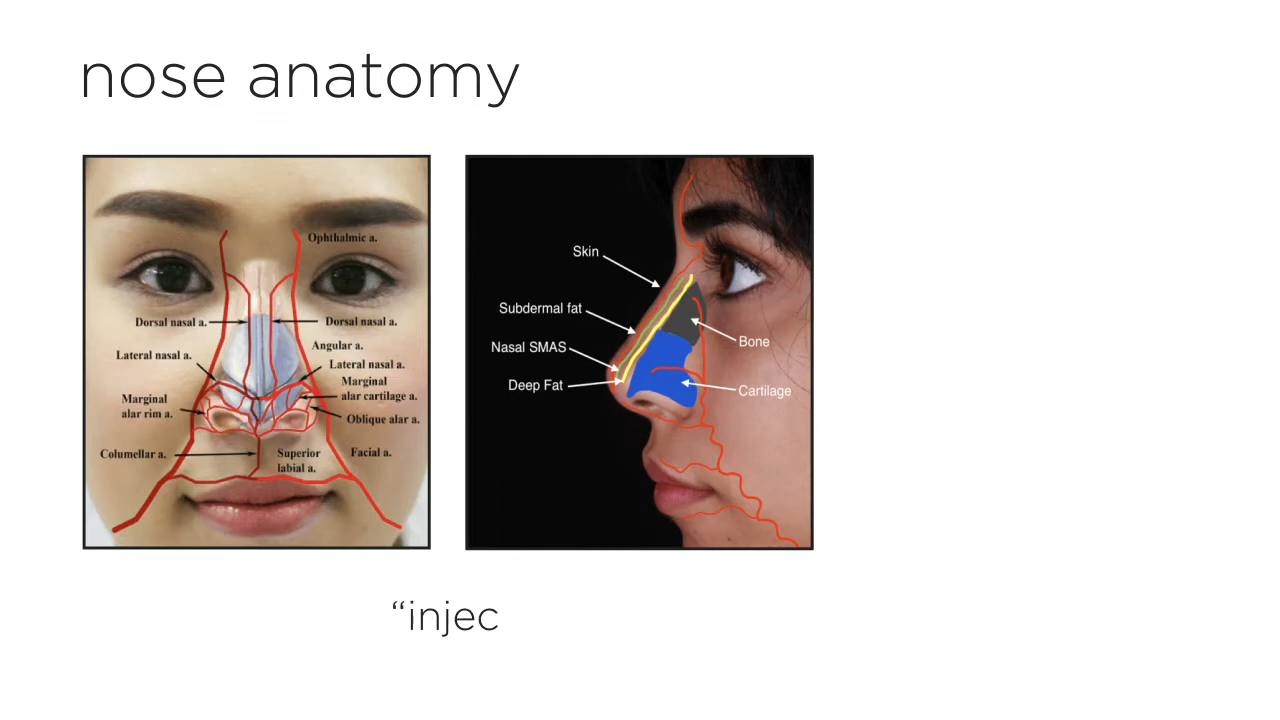 nose anatomy
Ophthalmic a.
Dorsal nasal a.
Dorsal nasal a.
Angular a.
Lateral nasal a.
Lateral nasal a.
Marginal
alar cartilage a.
Marginal
alar rim a.
Oblique alar a.
Columellar a.
Superior
labial a.
Facial a.
Skin
Subdermal fat
Nasal SMAS
Deep Fat
Bone
Cartilage
“injec